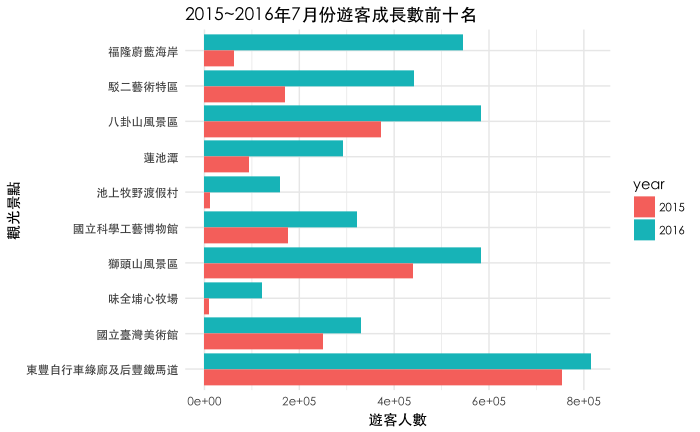 2015~2016年7月份遊客成長數前十名
觀光景點
福隆蔚藍海岸
駁二藝術特區
八卦山風景區
蓮池潭
池上牧野渡假村
國立科學工藝博物館
獅頭山風景區
味全埔心牧場
國立臺灣美術館
東豐自行車綠廊及后豐鐵馬道
0e+00 2e+05 4e+05 6e+05 8e+05
遊客人數
year
2015
2016